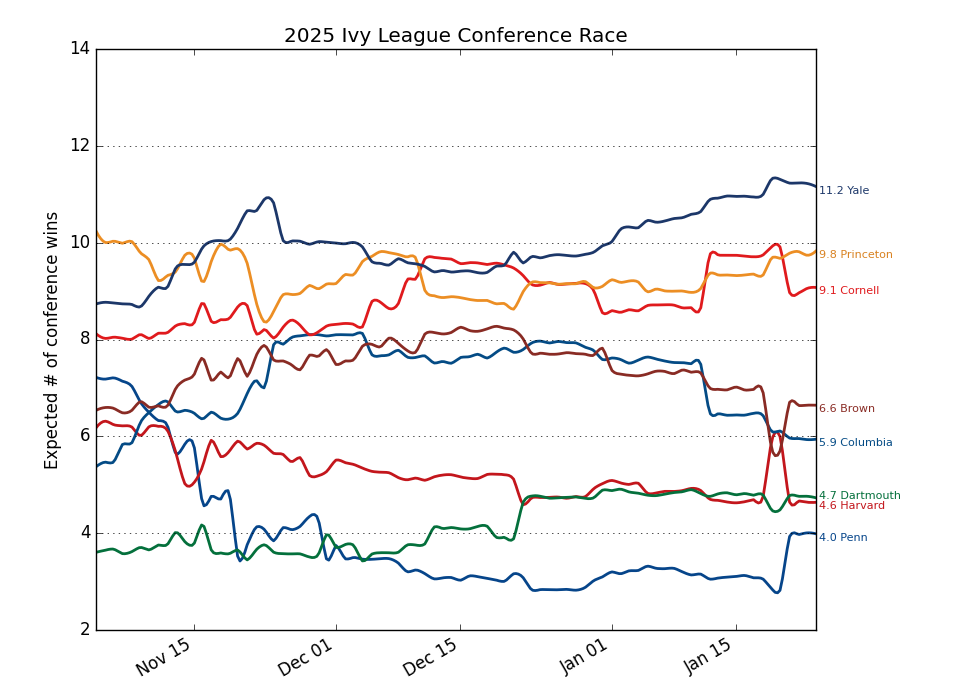 2025 Ivy League Conference Race
Expected # of conference wins
14
12
10
8
6
4
2
Nov 15
Dec 01
Dec 15
Jan 01
Jan 15
11.2 Yale
9.8 Princeton
9.1 Cornell
6.6 Brown
5.9 Columbia
4.7 Dartmouth
4.6 Harvard
4.0 Penn